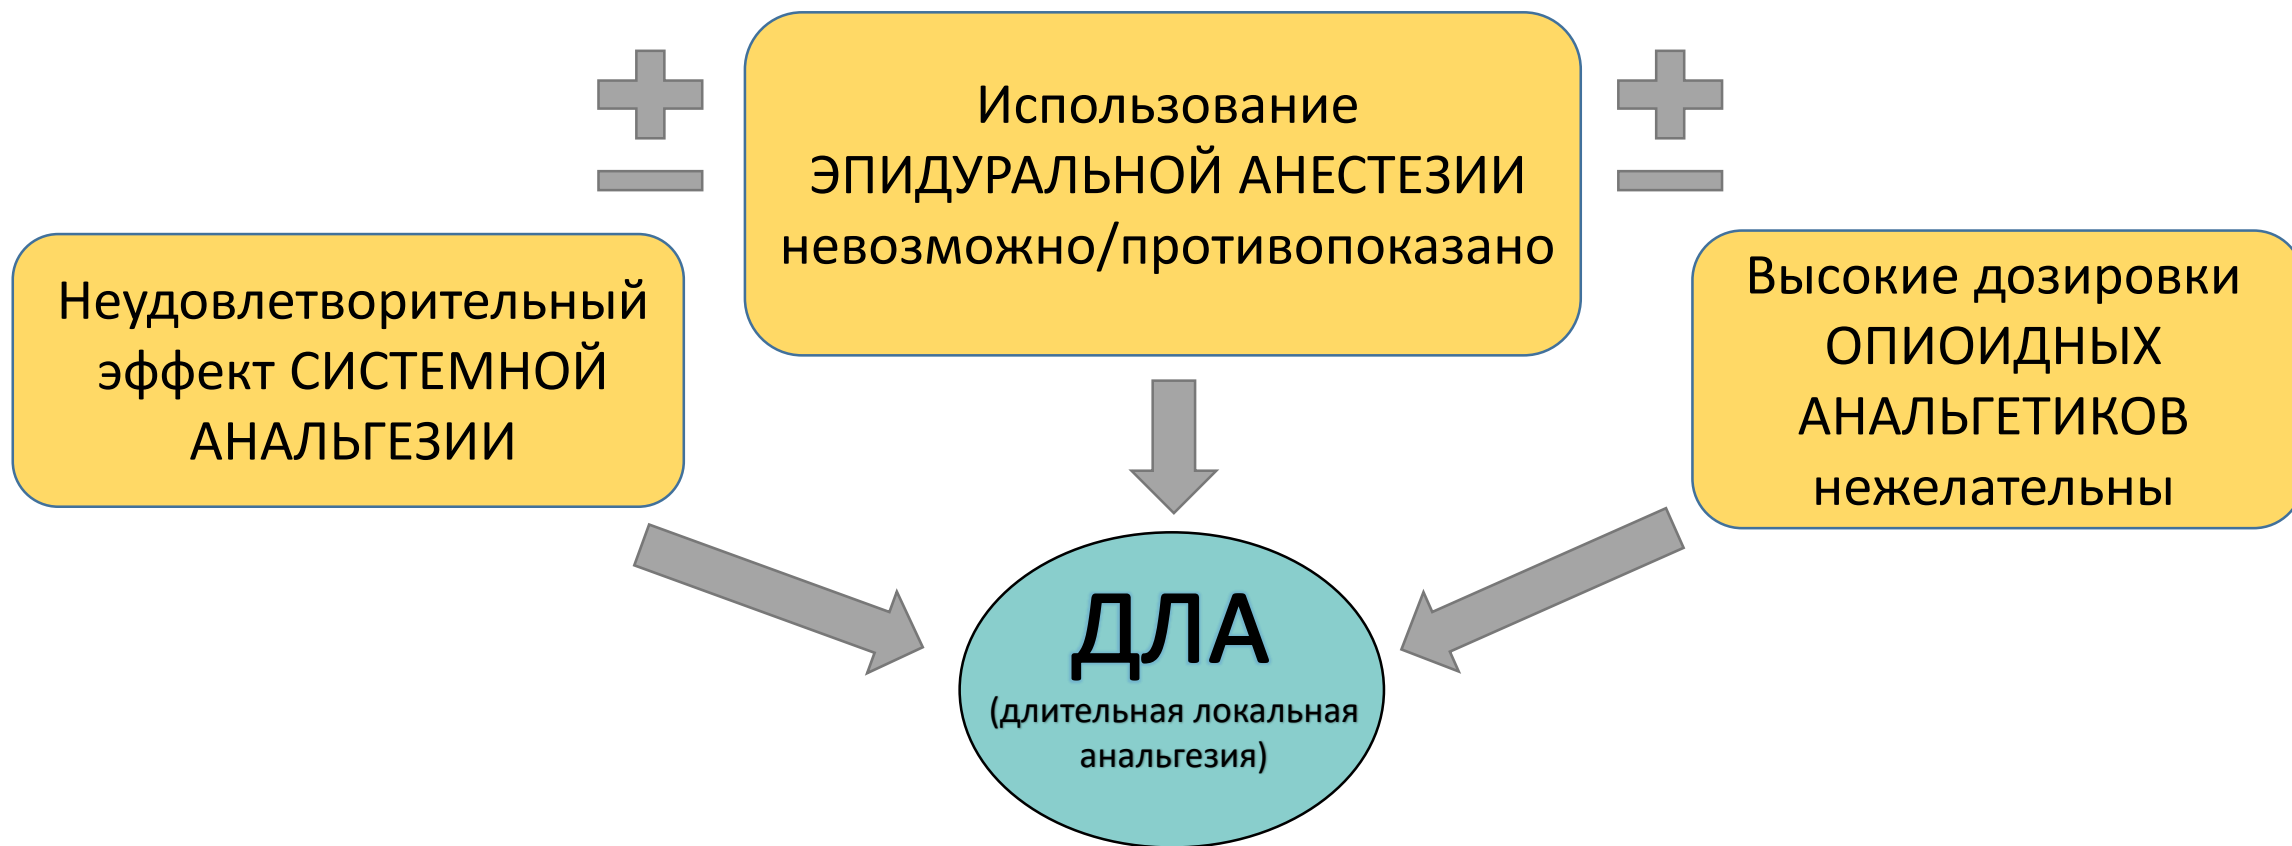 Использование
ЭПИДУРАЛЬНОЙ АНЕСТЕЗИИ
невозможно/противопоказано
Неудовлетворительный
эффект СИСТЕМНОЙ
АНАЛЬГЕЗИИ
Высокие дозировки
ОПИОИДНЫХ
АНАЛЬГЕТИКОВ
нежелательны
ДЛА
(длительная локальная
анальгезия)